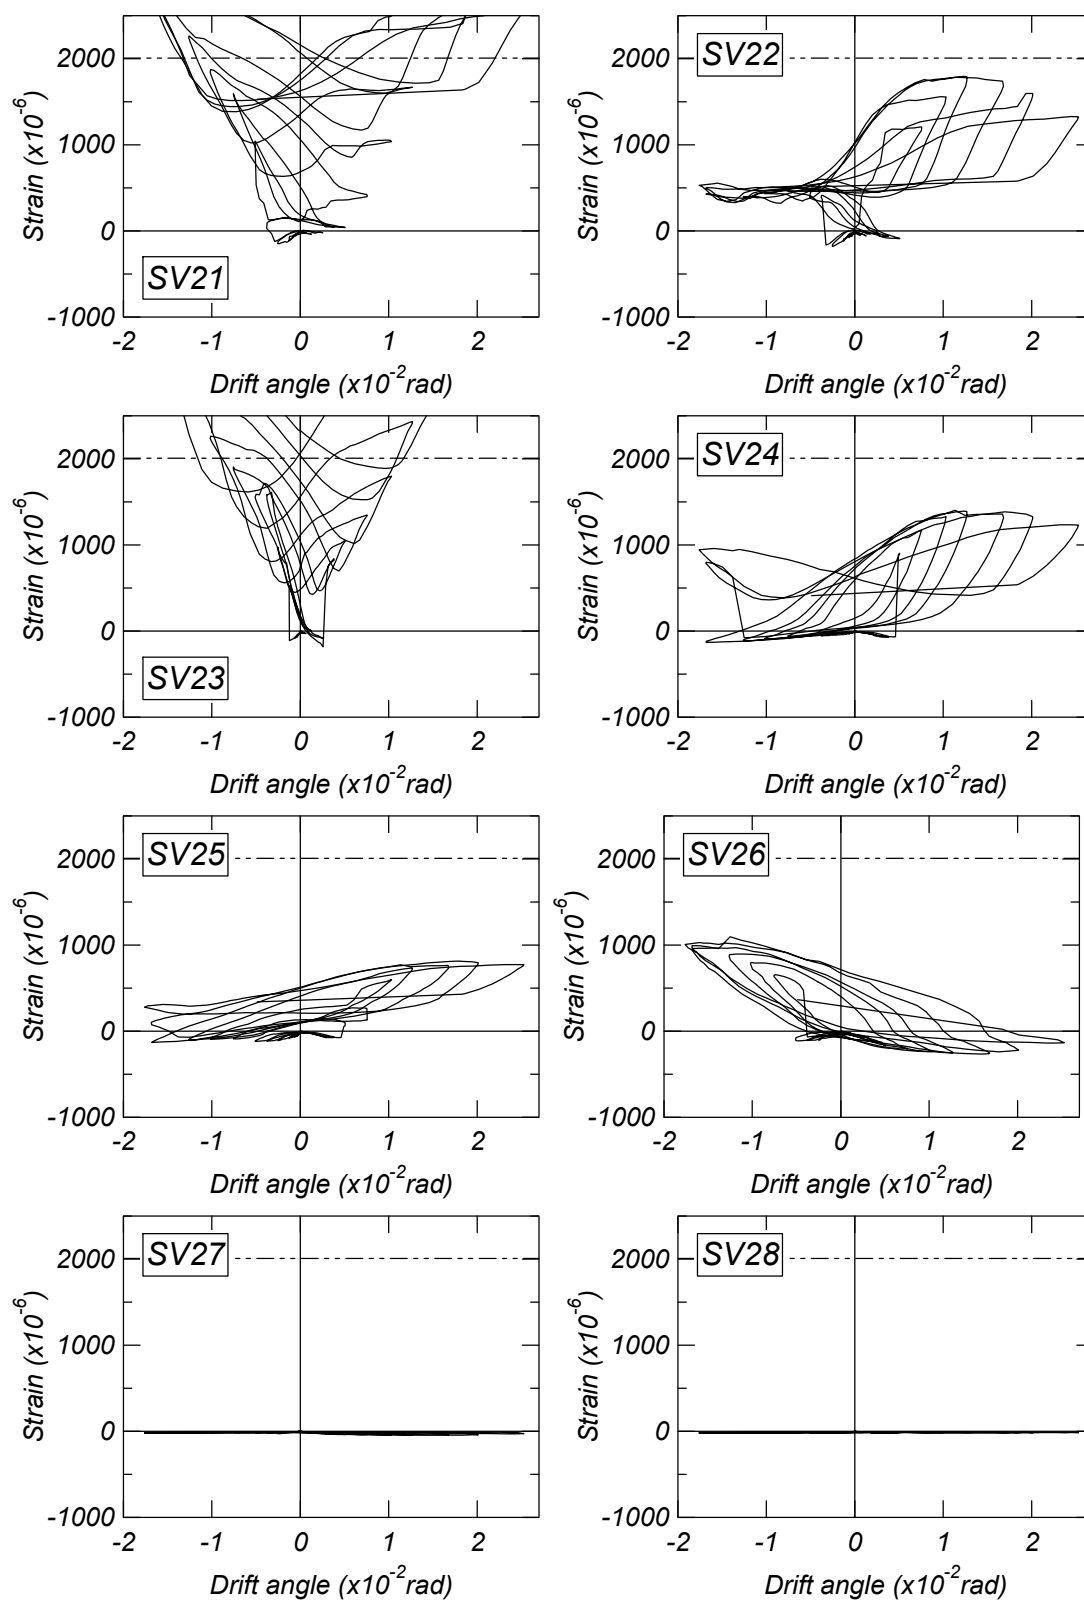 2000
1000
0
-1000
Strain (x10-6)
SV21
-2 -1 0 1 2
Drift angle (x10-2rad)
2000
1000
0
-1000
Strain (x10-6)
SV22
-2 -1 0 1 2
Drift angle (x10-2rad)
2000
1000
0
-1000
Strain (x10-6)
SV23
-2 -1 0 1 2
Drift angle (x10-2rad)
2000
1000
0
-1000
Strain (x10-6)
SV24
-2 -1 0 1 2
Drift angle (x10-2rad)
2000
1000
0
-1000
Strain (x10-6)
SV25
-2 -1 0 1 2
Drift angle (x10-2rad)
2000
1000
0
-1000
Strain (x10-6)
SV26
-2 -1 0 1 2
Drift angle (x10-2rad)
2000
1000
0
-1000
Strain (x10-6)
SV27
-2 -1 0 1 2
Drift angle (x10-2rad)
2000
1000
0
-1000
Strain (x10-6)
SV28
-2 -1 0 1 2
Drift angle (x10-2rad)